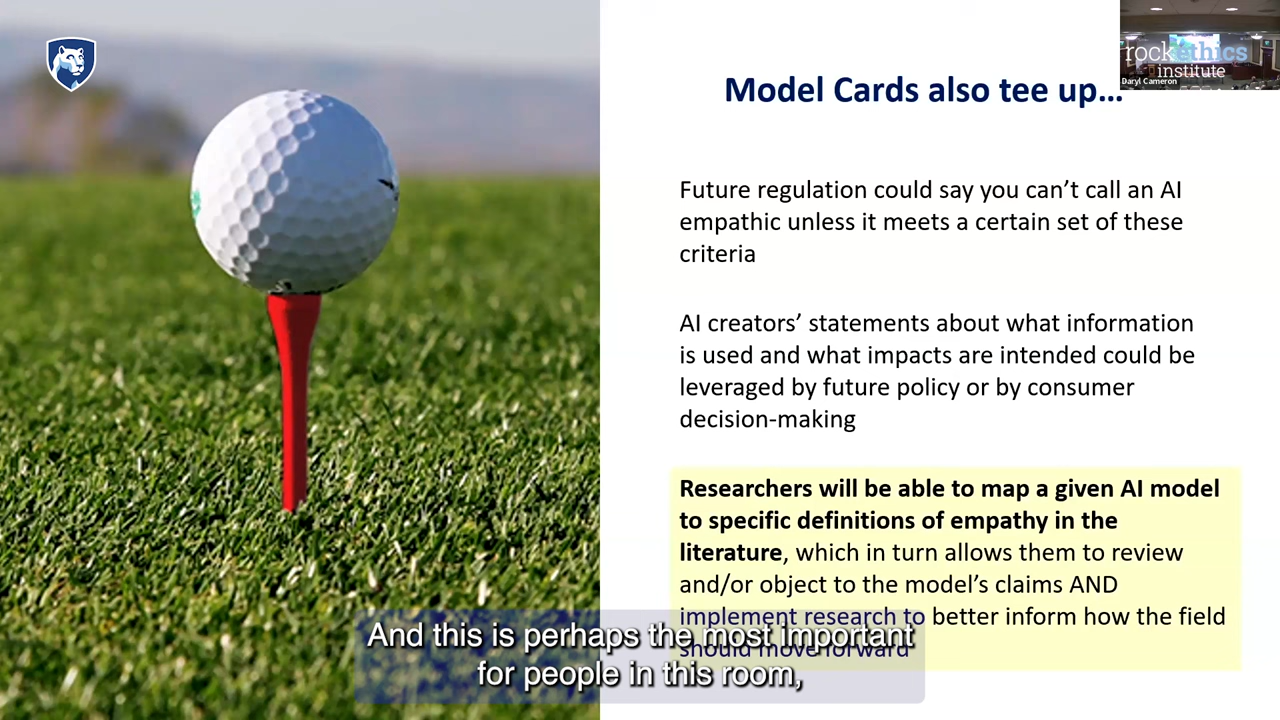 Model Cards also tee up...
rockethics
institute
Daryl Cameron
Future regulation could say you can’t call an AI
empathic unless it meets a certain set of these
criteria
AI creators’ statements about what information
is used and what impacts are intended could be
leveraged by future policy or by consumer
decision-making
Researchers will be able to map a given AI model
to specific definitions of empathy in the
literature, which in turn allows them to review
and/or object to the model’s claims AND
implement research to better inform how the field
should move forward
And this is perhaps the most important
for people in this room,